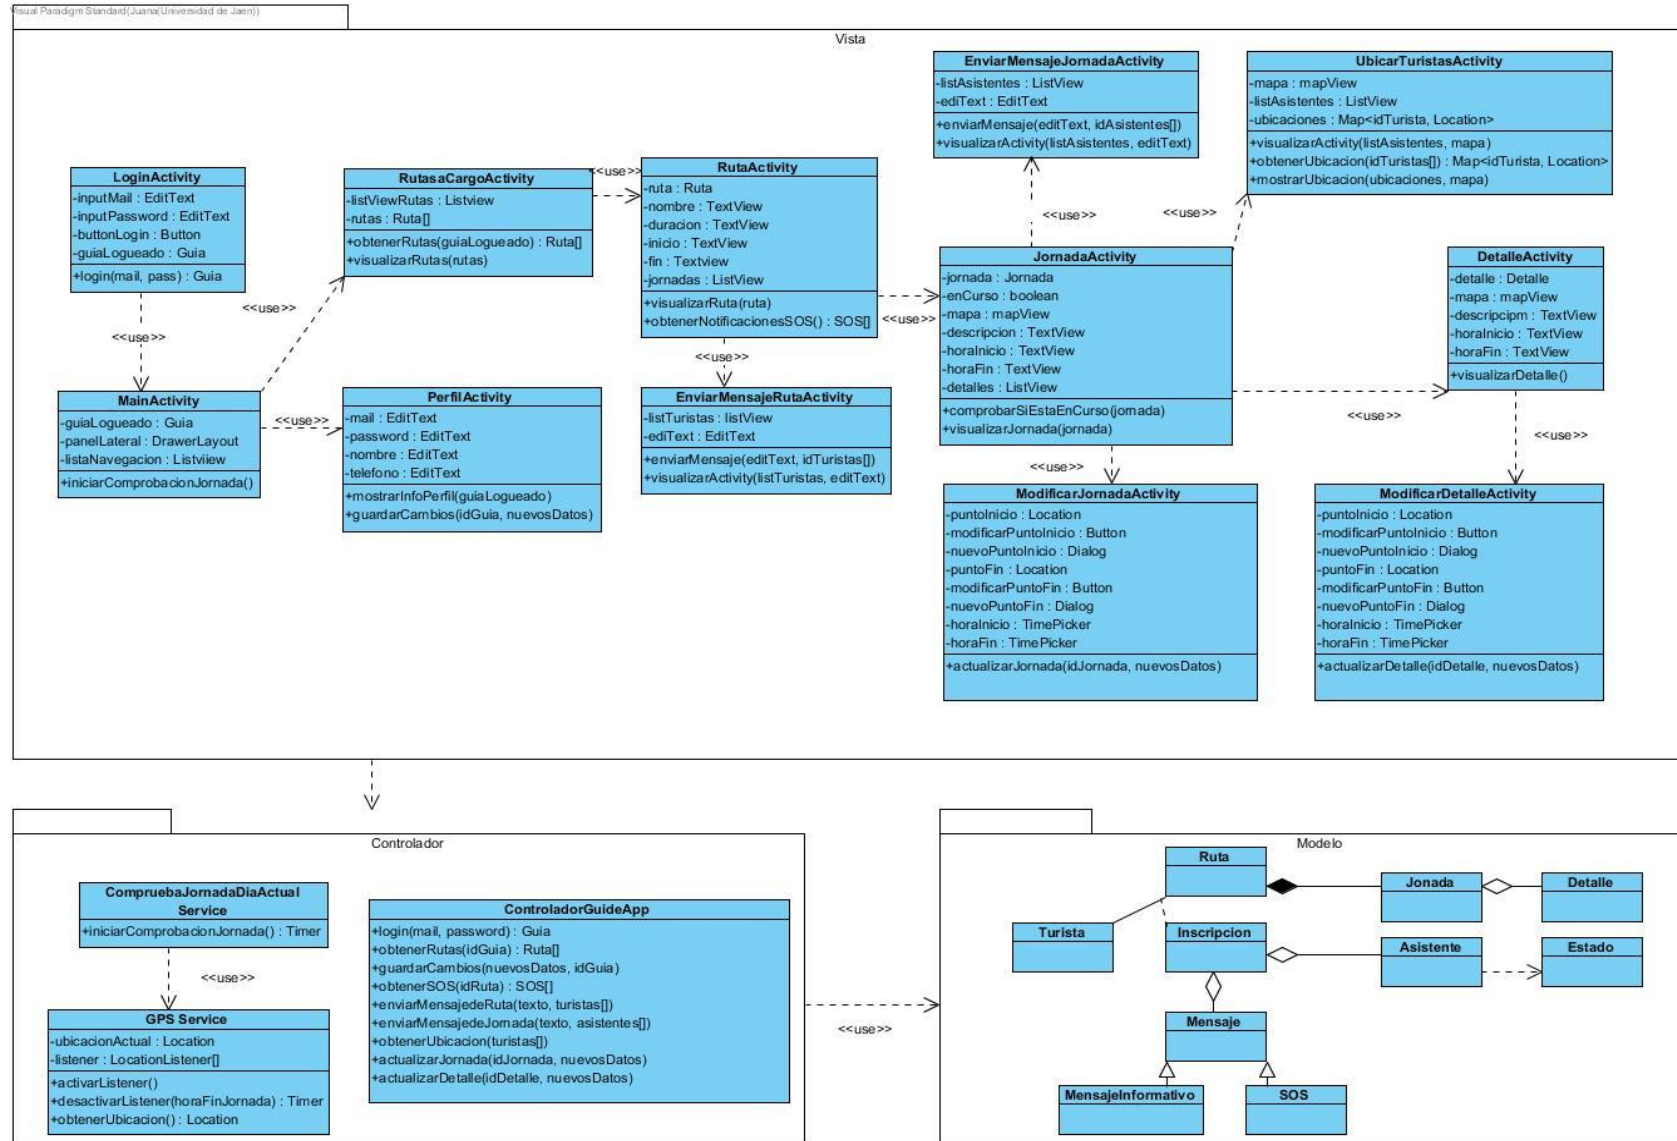 Visual Paradigm Standard(Juana(Universidad de Jaen))
Vista
LoginActivity
-inputMail : EditText
-inputPassword : EditText
-buttonLogin : Button
-guiaLogueado : Guia
+login(mail, pass) : Guia
<<use>>
MainActivity
-guiaLogueado : Guia
-panelLateral : DrawerLayout
-listaNavegacion : Listviiew
+iniciarComprobacionJornada()
<<use>>
<<use>>
RutasaCargoActivity
-listViewRutas : Listview
-rutas : Ruta[]
+obtenerRutas(guiaLogueado) : Ruta[]
+visualizarRutas(rutas)
<<use>>
PerfilActivity
-mail : EditText
-password : EditText
-nombre : EditText
-telefono : EditText
+mostrarInfoPerfil(guiaLogueado)
+guardarCambios(idGuia, nuevosDatos)
RutaActivity
-ruta : Ruta
-nombre : TextView
-duracion : TextView
-inicio : TextView
-fin : Textview
-jornadas : ListView
+visualizarRuta(ruta)
+obtenerNotificacionesSOS() : SOS[]
<<use>>
<<use>>
EnviarMensajeRutaActivity
-listTuristas : listView
-ediText : EditText
+enviarMensaje(editText, idTuristas[])
+visualizarActivity(listTuristas, editText)
EnviarMensajeJornadaActivity
-listAsistentes : ListView
-ediText : EditText
+enviarMensaje(editText, idAsistentes[])
+visualizarActivity(listAsistentes, editText)
<<use>>
<<use>>
UbicarTuristasActivity
-mapa : mapView
-listAsistentes : ListView
-ubicaciones : Map<idTurista, Location>
+visualizarActivity(listAsistentes, mapa)
+obtenerUbicacion(idTuristas[]) : Map<idTurista, Location>
+mostrarUbicacion(ubicaciones, mapa)
JornadaActivity
-jornada : Jornada
-enCurso : boolean
-mapa : mapView
-descripcion : TextView
-horaInicio : TextView
-horaFin : TextView
-detalles : ListView
+comprobarSiEstaEnCurso(jornada)
+visualizarJornada(jornada)
<<use>>
<<use>>
DetalleActivity
-detalle : Detalle
-mapa : mapView
-descripcipm : TextView
-horaInicio : TextView
-horaFin : TextView
+visualizarDetalle()
<<use>>
ModificarJornadaActivity
-puntoInicio : Location
-modificarPuntoInicio : Button
-nuevoPuntoInicio : Dialog
-puntoFin : Location
-modificarPuntoFin : Button
-nuevoPuntoFin : Dialog
-horaInicio : TimePicker
-horaFin : TimePicker
+actualizarJornada(idJornada, nuevosDatos)
ModificarDetalleActivity
-puntoInicio : Location
-modificarPuntoInicio : Button
-nuevoPuntoInicio : Dialog
-puntoFin : Location
-modificarPuntoFin : Button
-nuevoPuntoFin : Dialog
-horaInicio : TimePicker
-horaFin : TimePicker
+actualizarDetalle(idDetalle, nuevosDatos)
Controlador
CompruebaJornadaDiaActual
Service
+iniciarComprobacionJornada() : Timer
<<use>>
GPS Service
-ubicacionActual : Location
-listener : LocationListener[]
+activarListener()
+desactivarListener(horaFinJornada) : Timer
+obtenerUbicacion() : Location
ControladorGuideApp
+login(mail, password) : Guia
+obtenerRutas(idGuia) : Ruta[]
+guardarCambios(nuevosDatos, idGuia)
+obtenerSOS(idRuta) : SOS[]
+enviarMensajedeRuta(texto, turistas[])
+enviarMensajedeJornada(texto, asistentes[])
+obtenerUbicacion(turistas[])
+actualizarJornada(idJornada, nuevosDatos)
+actualizarDetalle(idDetalle, nuevosDatos)
<<use>>
Modelo
Ruta
Jonada
Detalle
Turista
Inscripcion
Asistente
Estado
Mensaje
MensajeInformativo
SOS